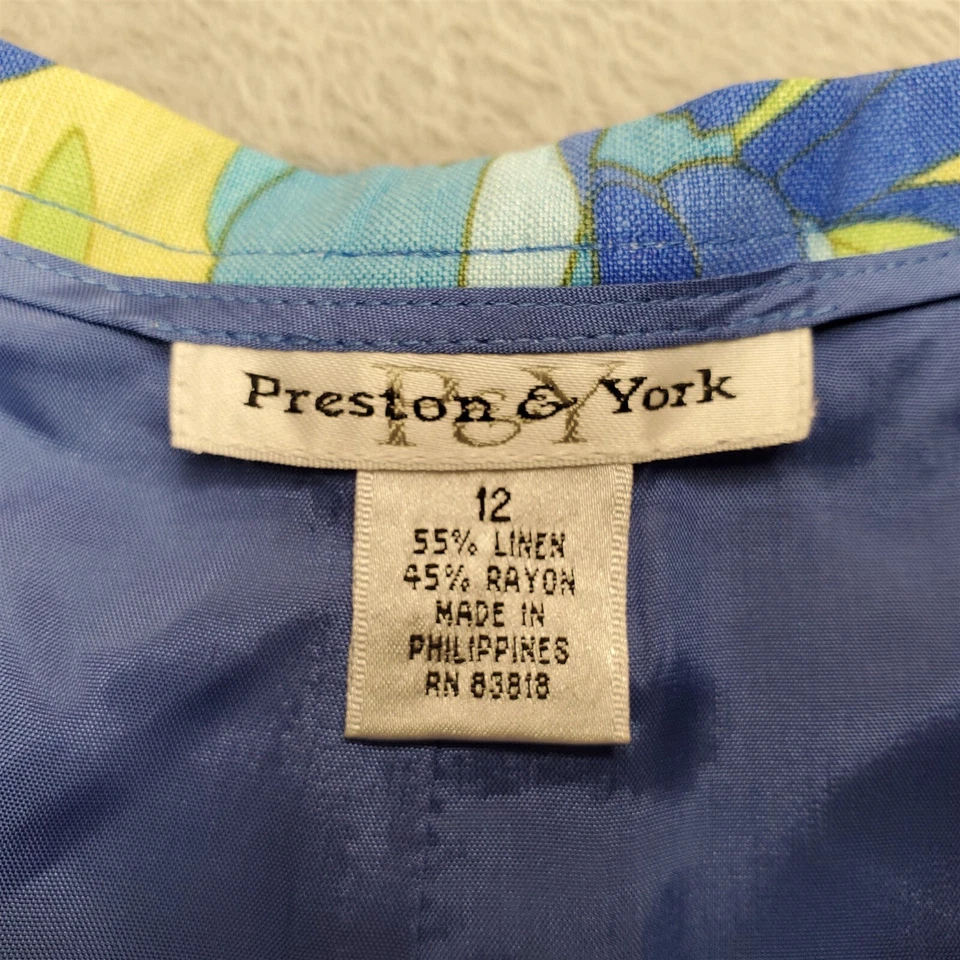 P&Y
Preston & York
12
55% LINEN
45% RAYON
MADE IN
PHILIPPINES
RN 83818